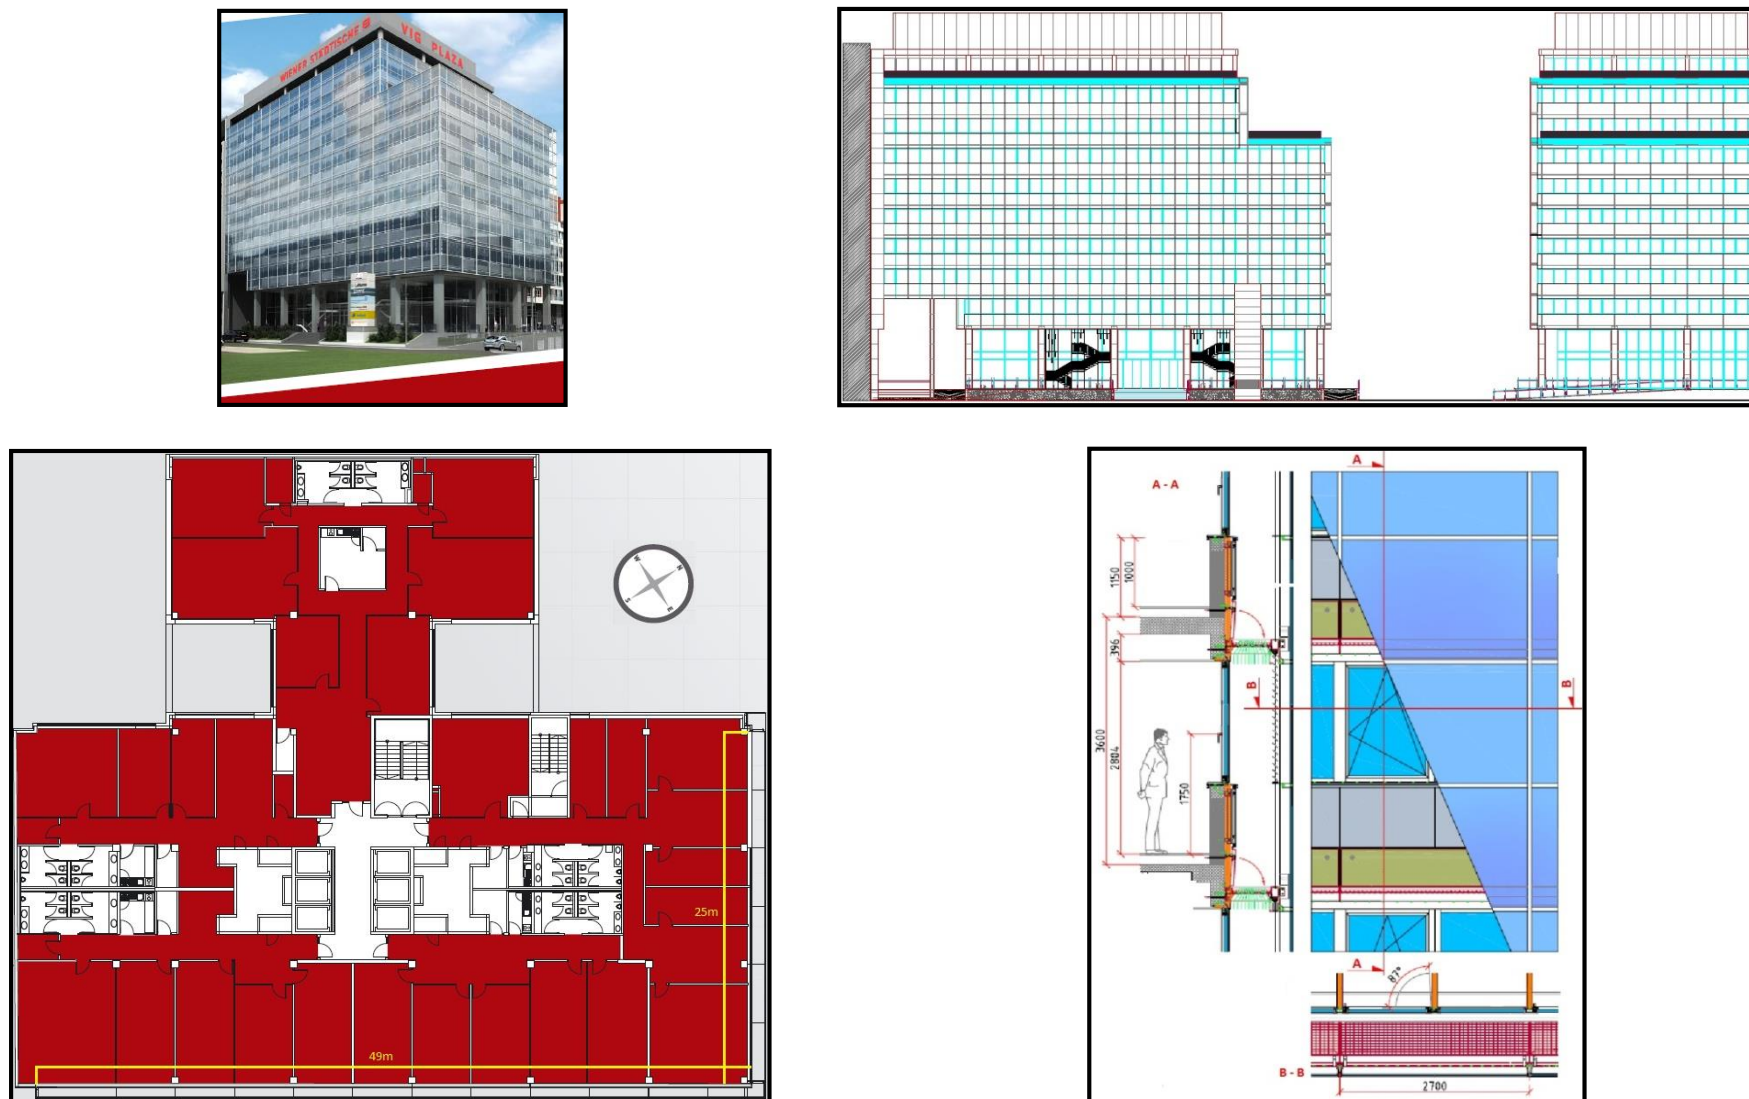 WIENER STÄDTISCHE
VIG PLAZA
25m
49m
A
A - A
1150
1000
396
B
B
3600
2804
1750
A
87°
B - B
2700